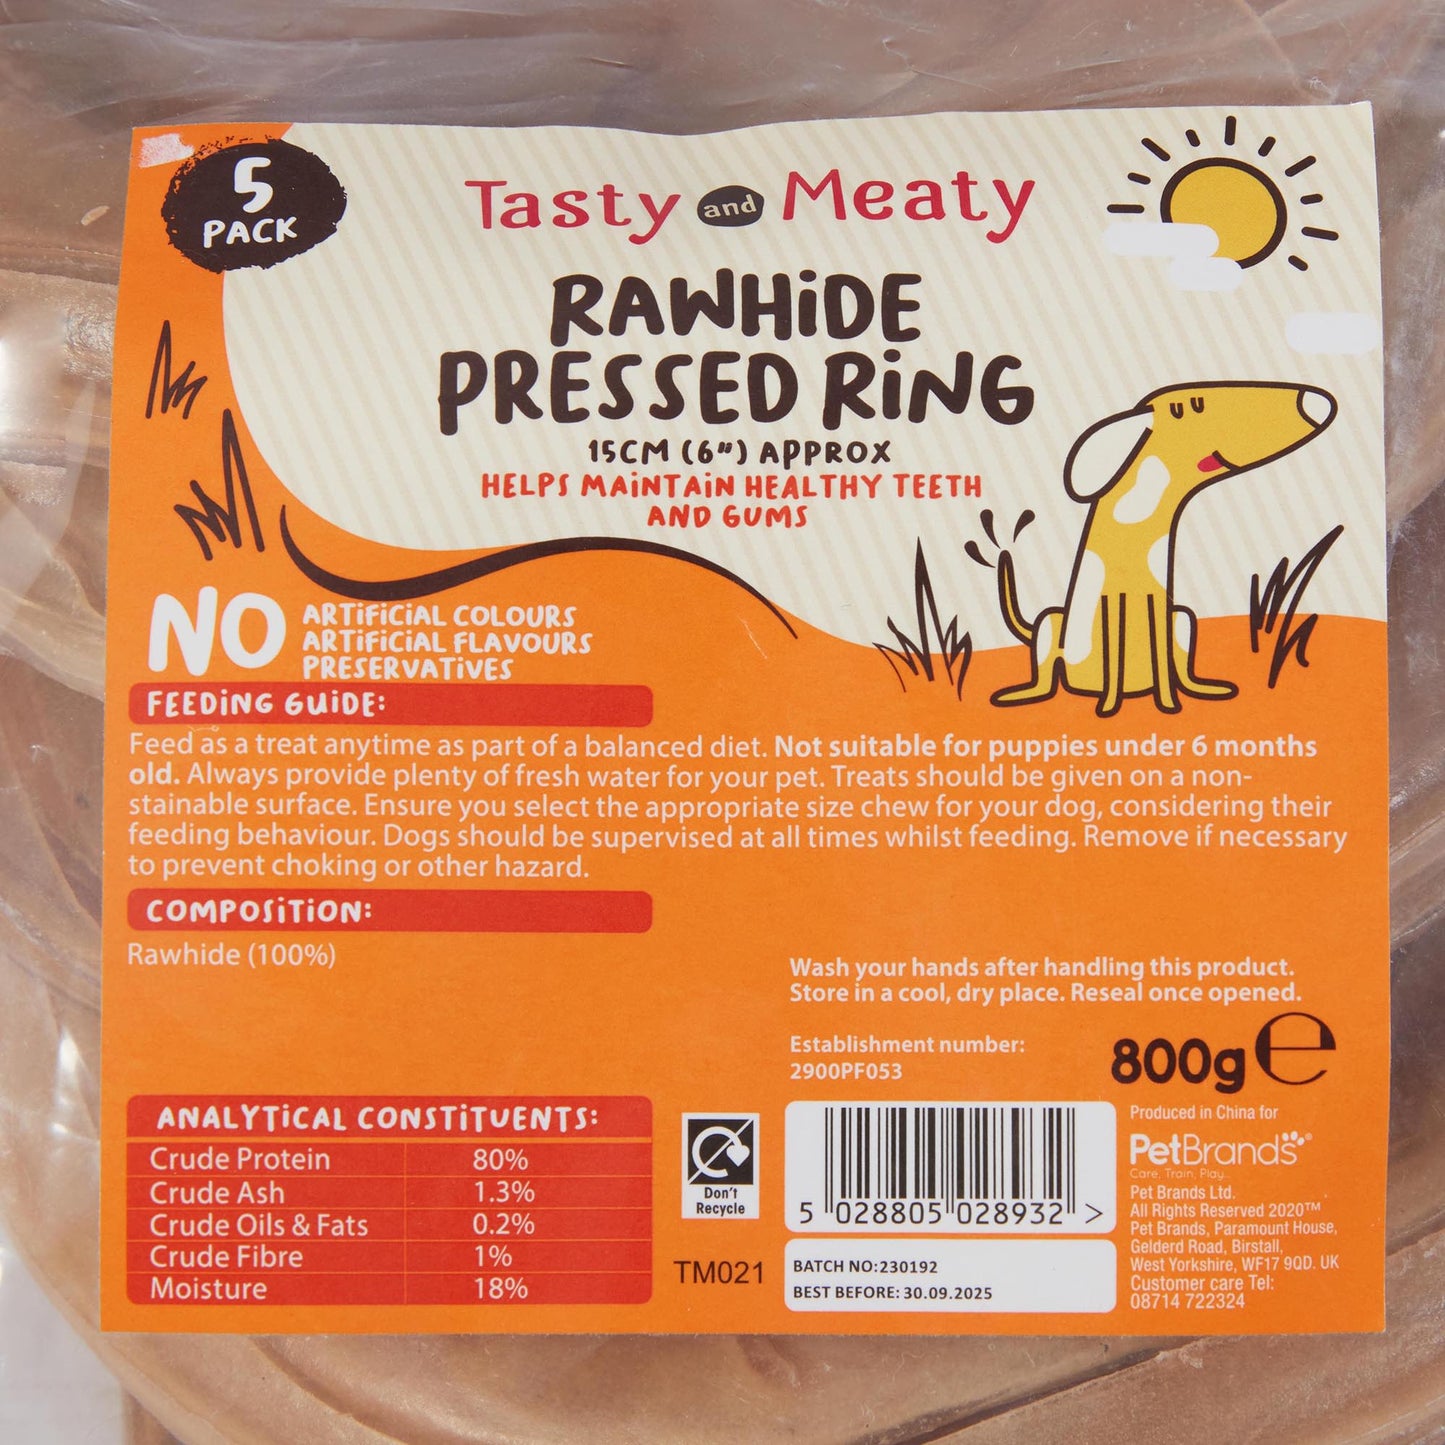 5
PACK
Tasty and Meaty
RAWHiDE
PRESSED RiNG
15CM (6") APPROX
HELPS MAiNTAiN HEALTHY TEETH
AND GUMS
NO
ARTiFiCiAL COLOURS
ARTiFiCiAL FLAVOURS
PRESERVATiVES
FEEDiNG GUiDE:
Feed as a treat anytime as part of a balanced diet. Not suitable for puppies under 6 months
old. Always provide plenty of fresh water for your pet. Treats should be given on a non-
stainable surface. Ensure you select the appropriate size chew for your dog, considering their
feeding behaviour. Dogs should be supervised at all times whilst feeding. Remove if necessary
to prevent choking or other hazard.
COMPOSiTiON:
Rawhide (100%)
Wash your hands after handling this product.
Store in a cool, dry place. Reseal once opened.
Establishment number:
2900PF053
800g ℮
ANALYTiCAL CONSTiTUENTS:
Crude Protein 80%
Crude Ash 1.3%
Crude Oils & Fats 0.2%
Crude Fibre 1%
Moisture 18%
Don't
Recycle
TM021
5 028805 028932 >
BATCH NO:230192
BEST BEFORE: 30.09.2025
Produced in China for
PetBrands®
Care, Train, Play...
Pet Brands Ltd.
All Rights Reserved 2020™
Pet Brands, Paramount House,
Gelderd Road, Birstall,
West Yorkshire, WF17 9QD. UK
Customer care Tel:
08714 722324